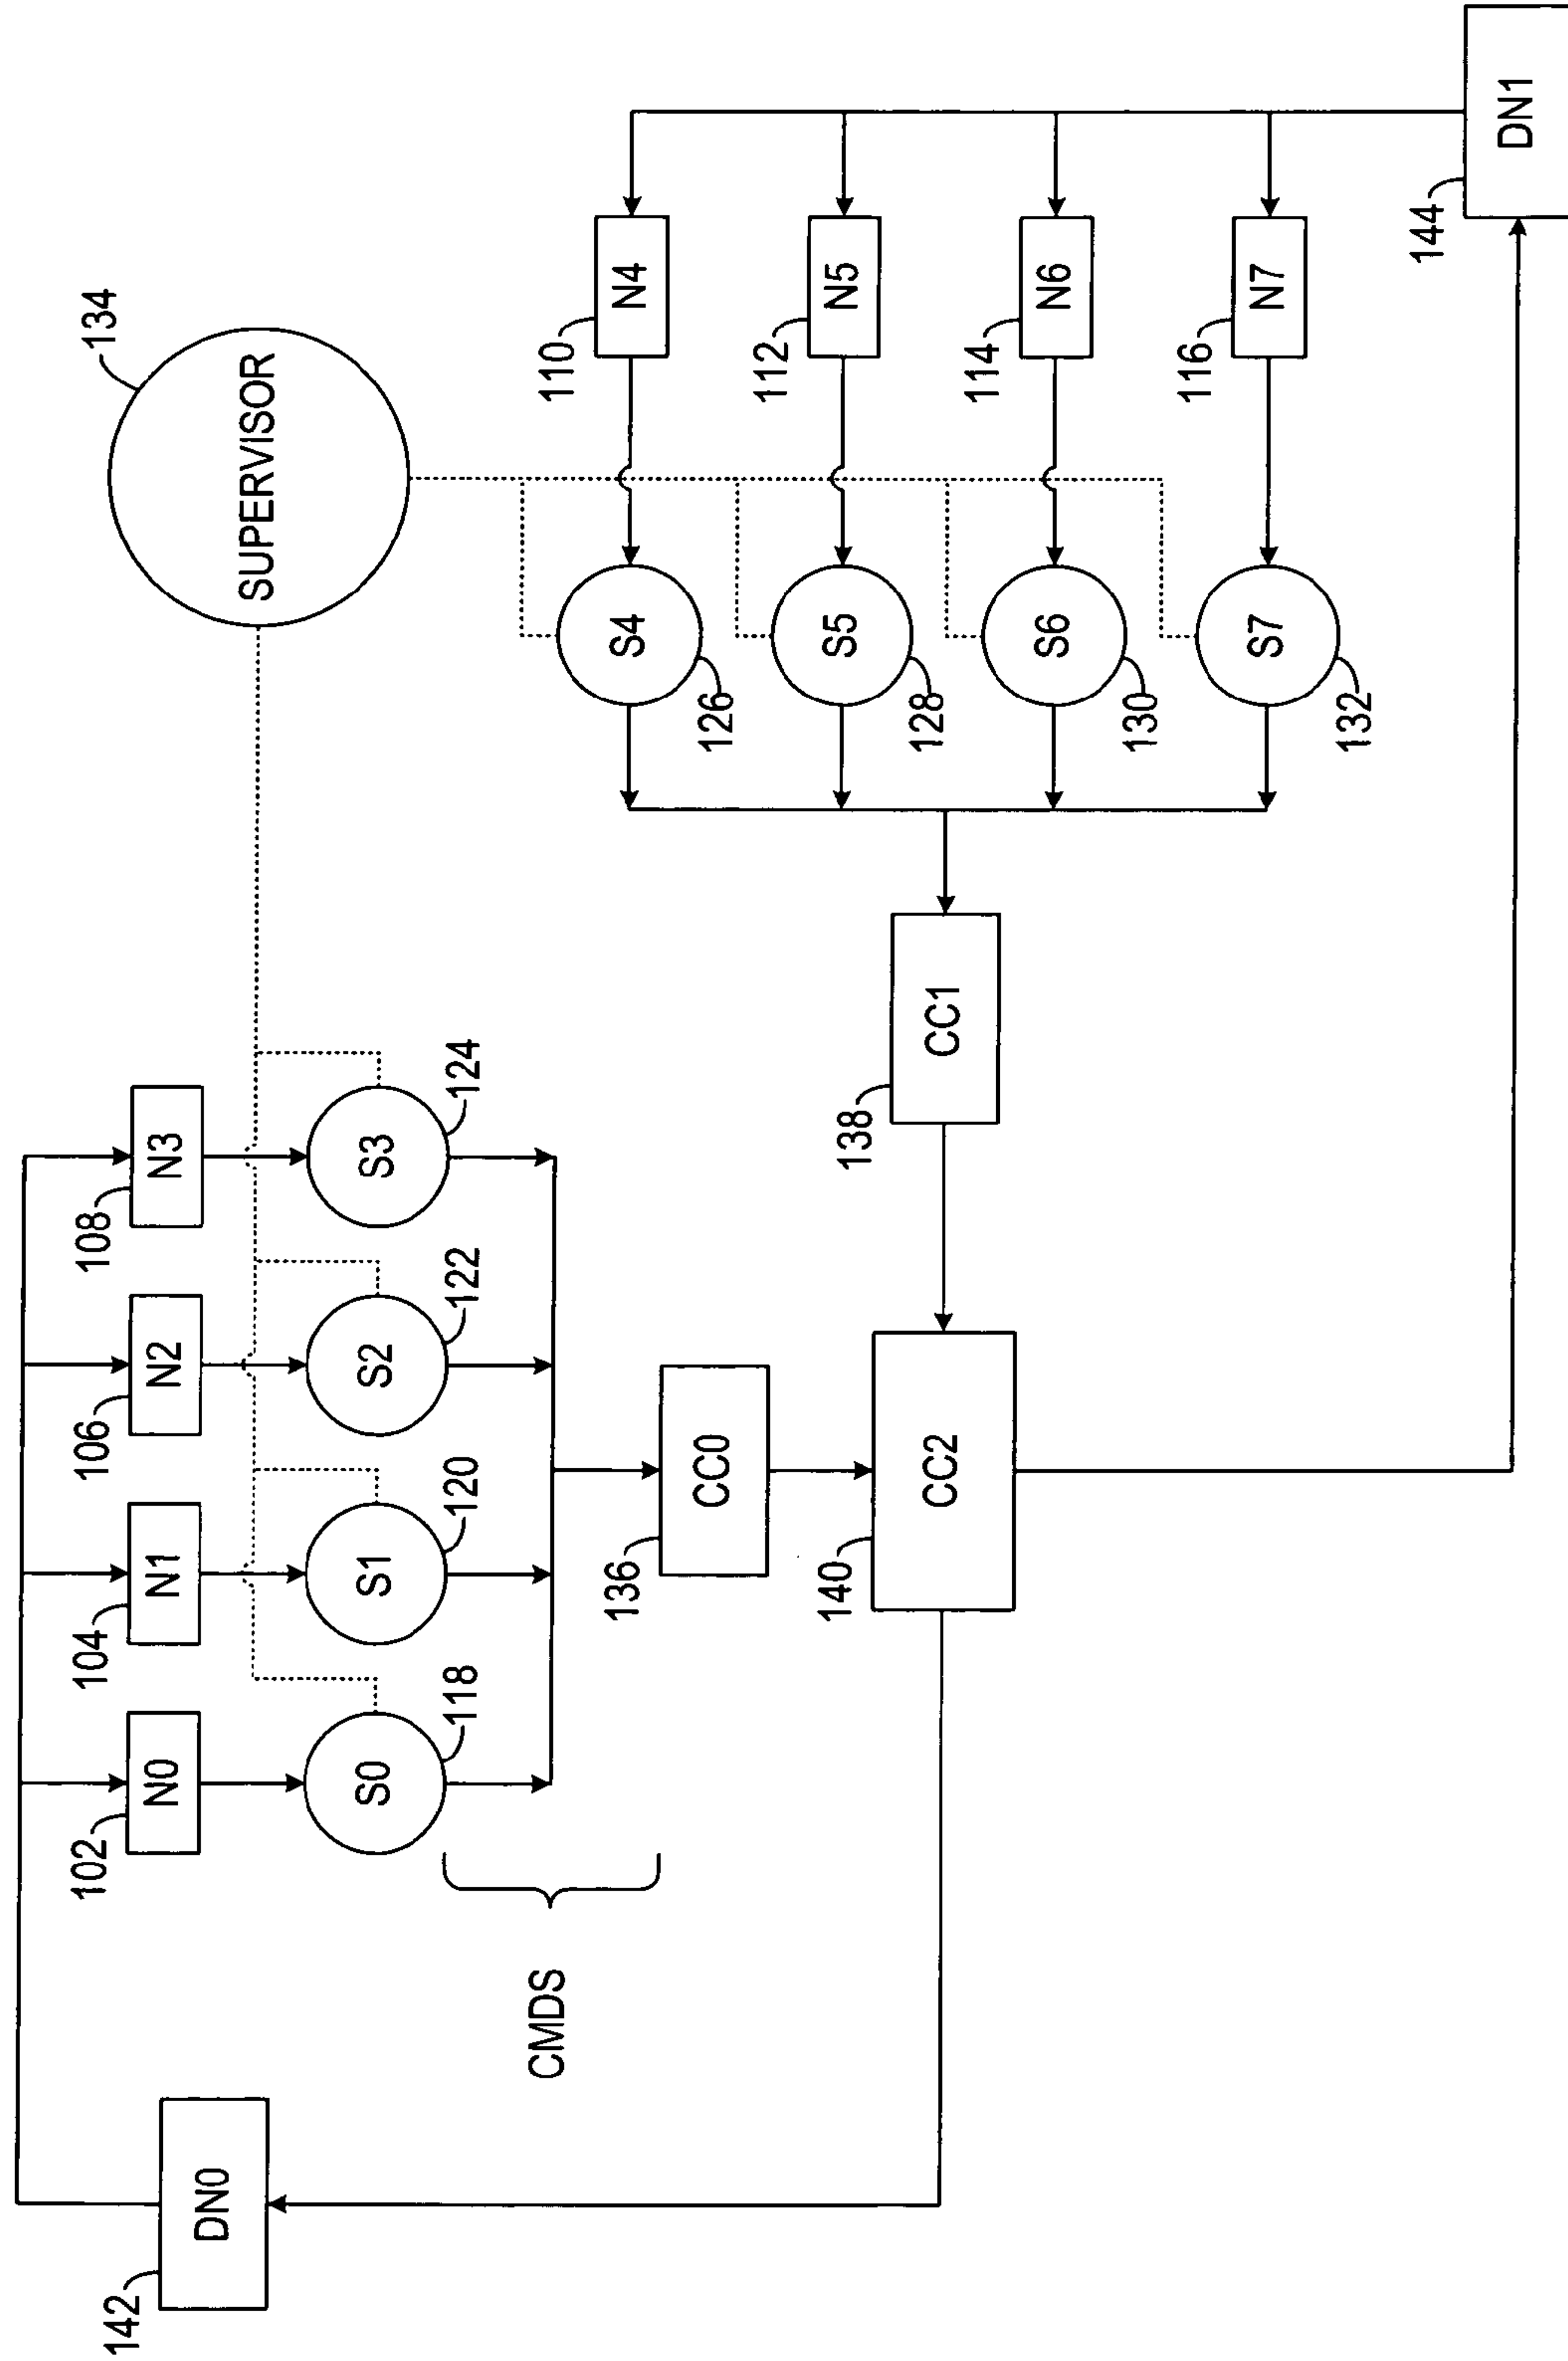 142
DN0
CMDS
102
N0
104
N1
106
N2
108
N3
S0
118
S1
120
S2
122
S3
124
SUPERVISOR
134
136
CC0
140
CC2
138
CC1
S4
126
S5
128
S6
130
S7
132
110
N4
112
N5
114
N6
116
N7
144
DN1